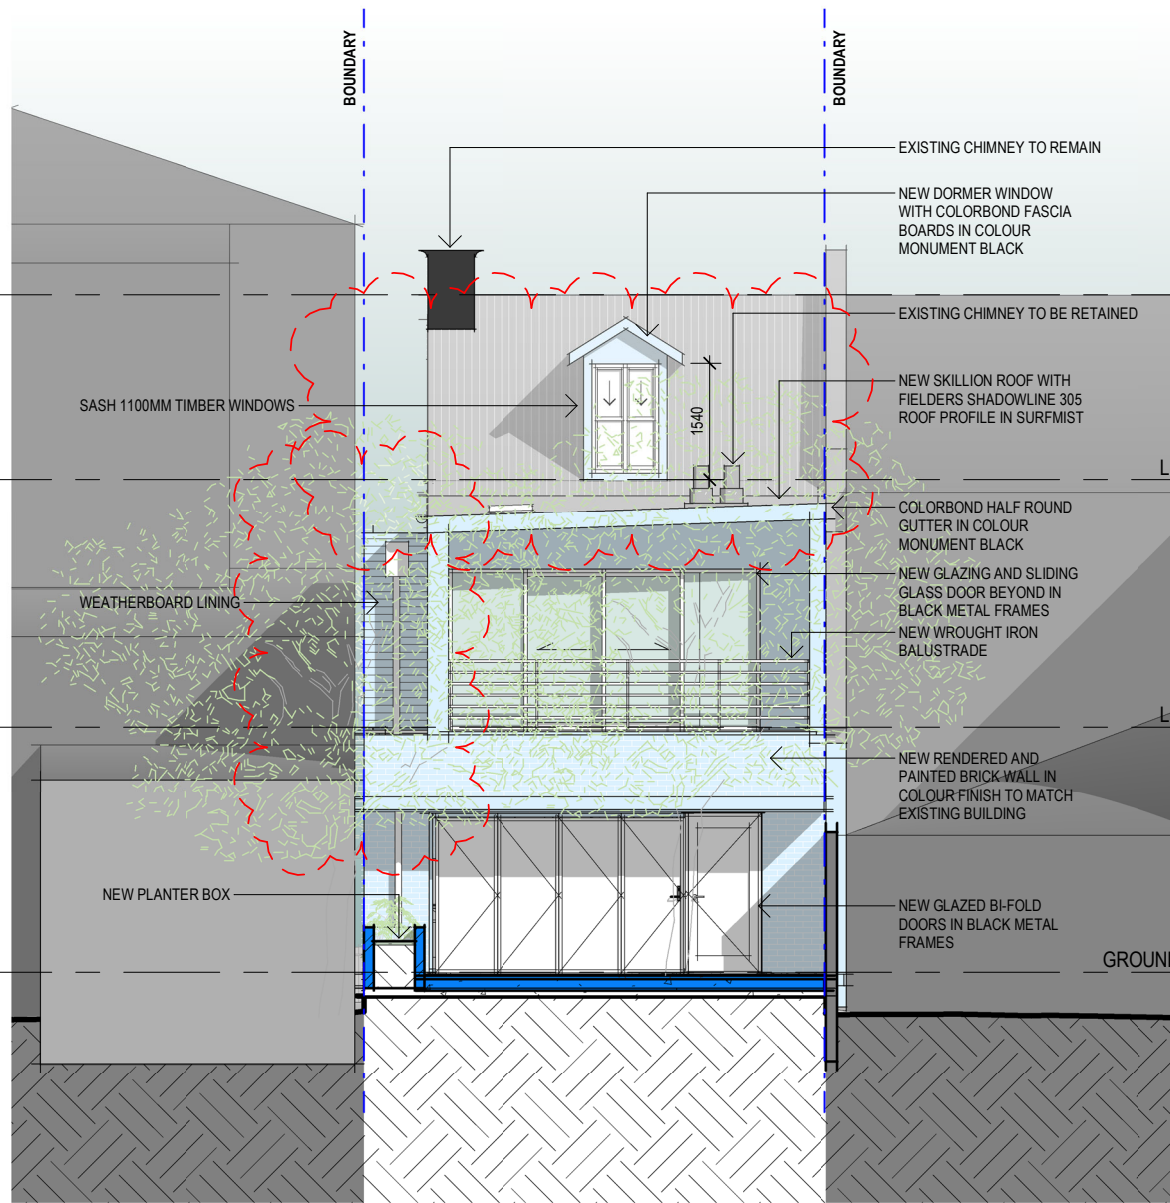 BOUNDARY
BOUNDARY
EXISTING CHIMNEY TO REMAIN
NEW DORMER WINDOW
WITH COLORBOND FASCIA
BOARDS IN COLOUR
MONUMENT BLACK
EXISTING CHIMNEY TO BE RETAINED
NEW SKILLION ROOF WITH
FIELDERS SHADOWLINE 305
ROOF PROFILE IN SURFMIST
SASH 1100MM TIMBER WINDOWS
1540
L
COLORBOND HALF ROUND
GUTTER IN COLOUR
MONUMENT BLACK
NEW GLAZING AND SLIDING
GLASS DOOR BEYOND IN
BLACK METAL FRAMES
WEATHERBOARD LINING
NEW WROUGHT IRON
BALUSTRADE
L
NEW RENDERED AND
PAINTED BRICK WALL IN
COLOUR FINISH TO MATCH
EXISTING BUILDING
NEW PLANTER BOX
NEW GLAZED BI-FOLD
DOORS IN BLACK METAL
FRAMES
GROUND